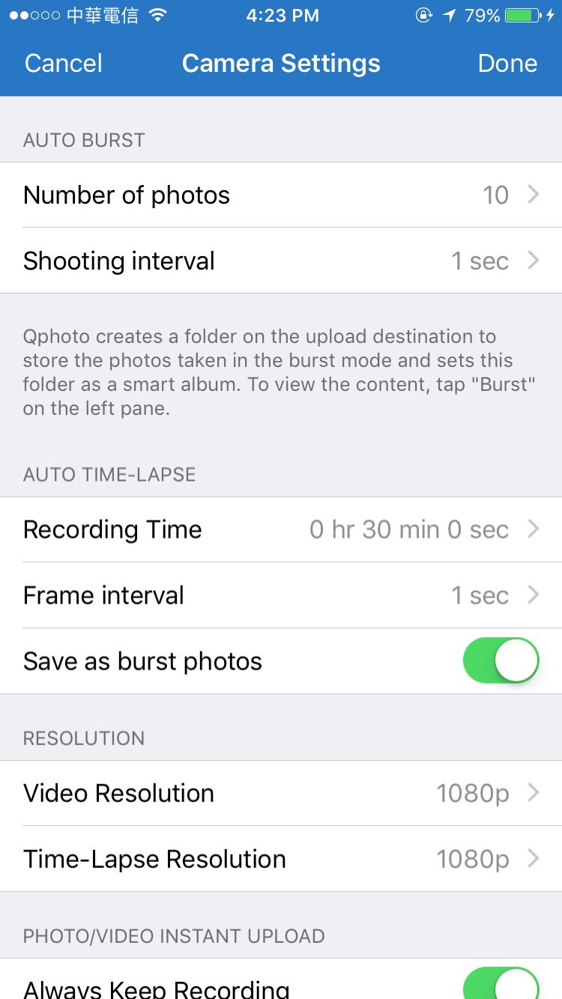 中華電信 4:23 PM 79%
Cancel Camera Settings Done
AUTO BURST
Number of photos 10
Shooting interval 1 sec
Qphoto creates a folder on the upload destination to
store the photos taken in the burst mode and sets this
folder as a smart album. To view the content, tap "Burst"
on the left pane.
AUTO TIME-LAPSE
Recording Time 0 hr 30 min 0 sec
Frame interval 1 sec
Save as burst photos
RESOLUTION
Video Resolution 1080p
Time-Lapse Resolution 1080p
PHOTO/VIDEO INSTANT UPLOAD
Always Keep Recording